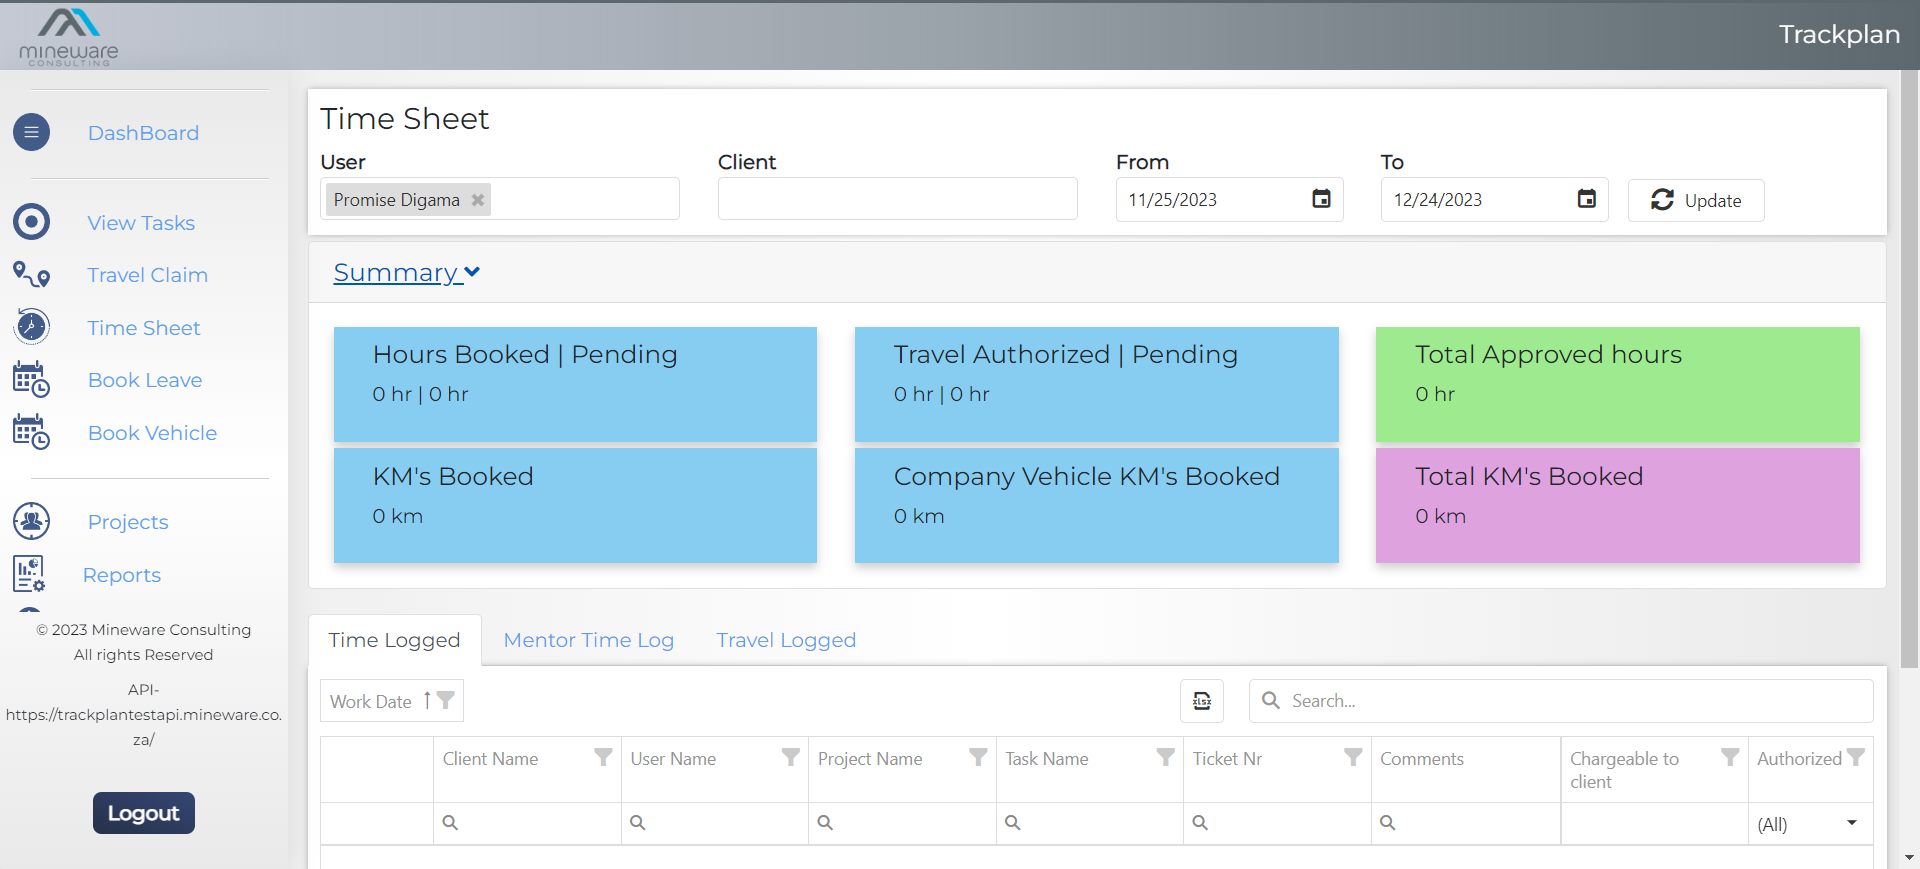 mineware
CONSULTING
Trackplan
DashBoard
View Tasks
Travel Claim
Time Sheet
Book Leave
Book Vehicle
Projects
Reports
© 2023 Mineware Consulting
All rights Reserved
API-
https://trackplantestapi.mineware.co.
za/
Logout
Time Sheet
User
Client
From
To
Promise Digama
11/25/2023
12/24/2023
Update
Summary
Hours Booked | Pending
0 hr | 0 hr
Travel Authorized | Pending
0 hr | 0 hr
Total Approved hours
0 hr
KM's Booked
0 km
Company Vehicle KM's Booked
0 km
Total KM's Booked
0 km
Time Logged
Mentor Time Log
Travel Logged
Work Date
xlsx
Search...
Client Name
User Name
Project Name
Task Name
Ticket Nr
Comments
Chargeable to
client
Authorized
(All)